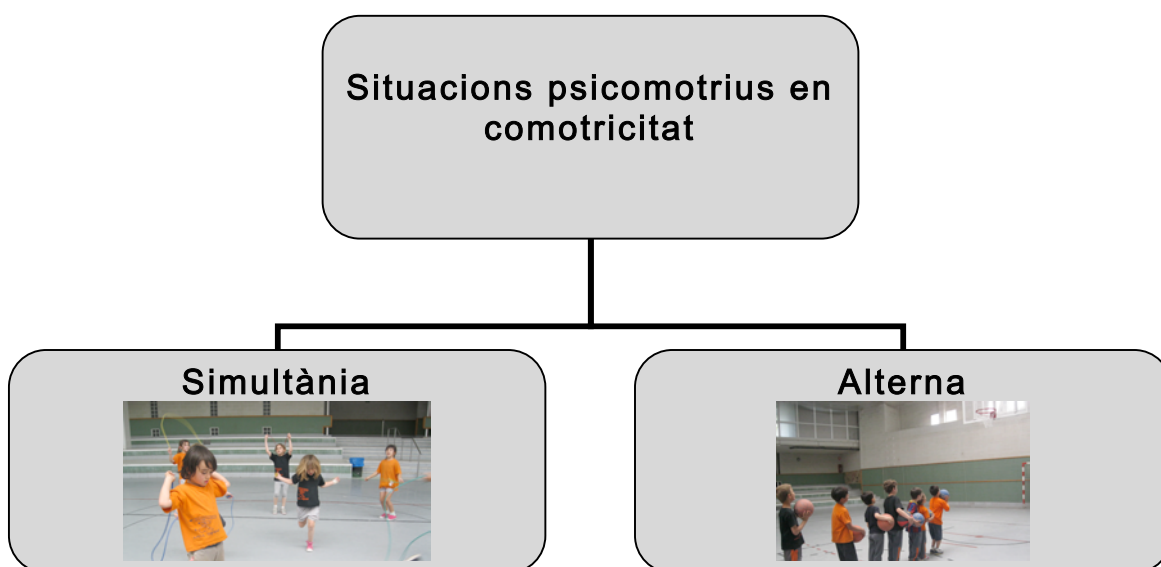 Situacions psicomotrius en
comotricitat
Simultània
Alterna